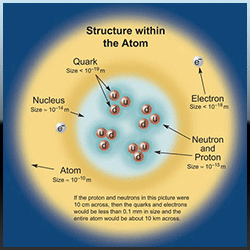 Structure within
the Atom
Quark
Size < 10⁻¹⁹ m
Nucleus
Size ≈ 10⁻¹⁴ m
e⁻
Electron
Size < 10⁻¹⁸ m
u
u
d
u
d
d
e⁻
Neutron
and
Proton
Size ≈ 10⁻¹⁵ m
Atom
Size ≈ 10⁻¹⁰ m
If the proton and neutrons in this picture were
10 cm across, then the quarks and electrons
would be less than 0.1 mm in size and the
entire atom would be about 10 km across.